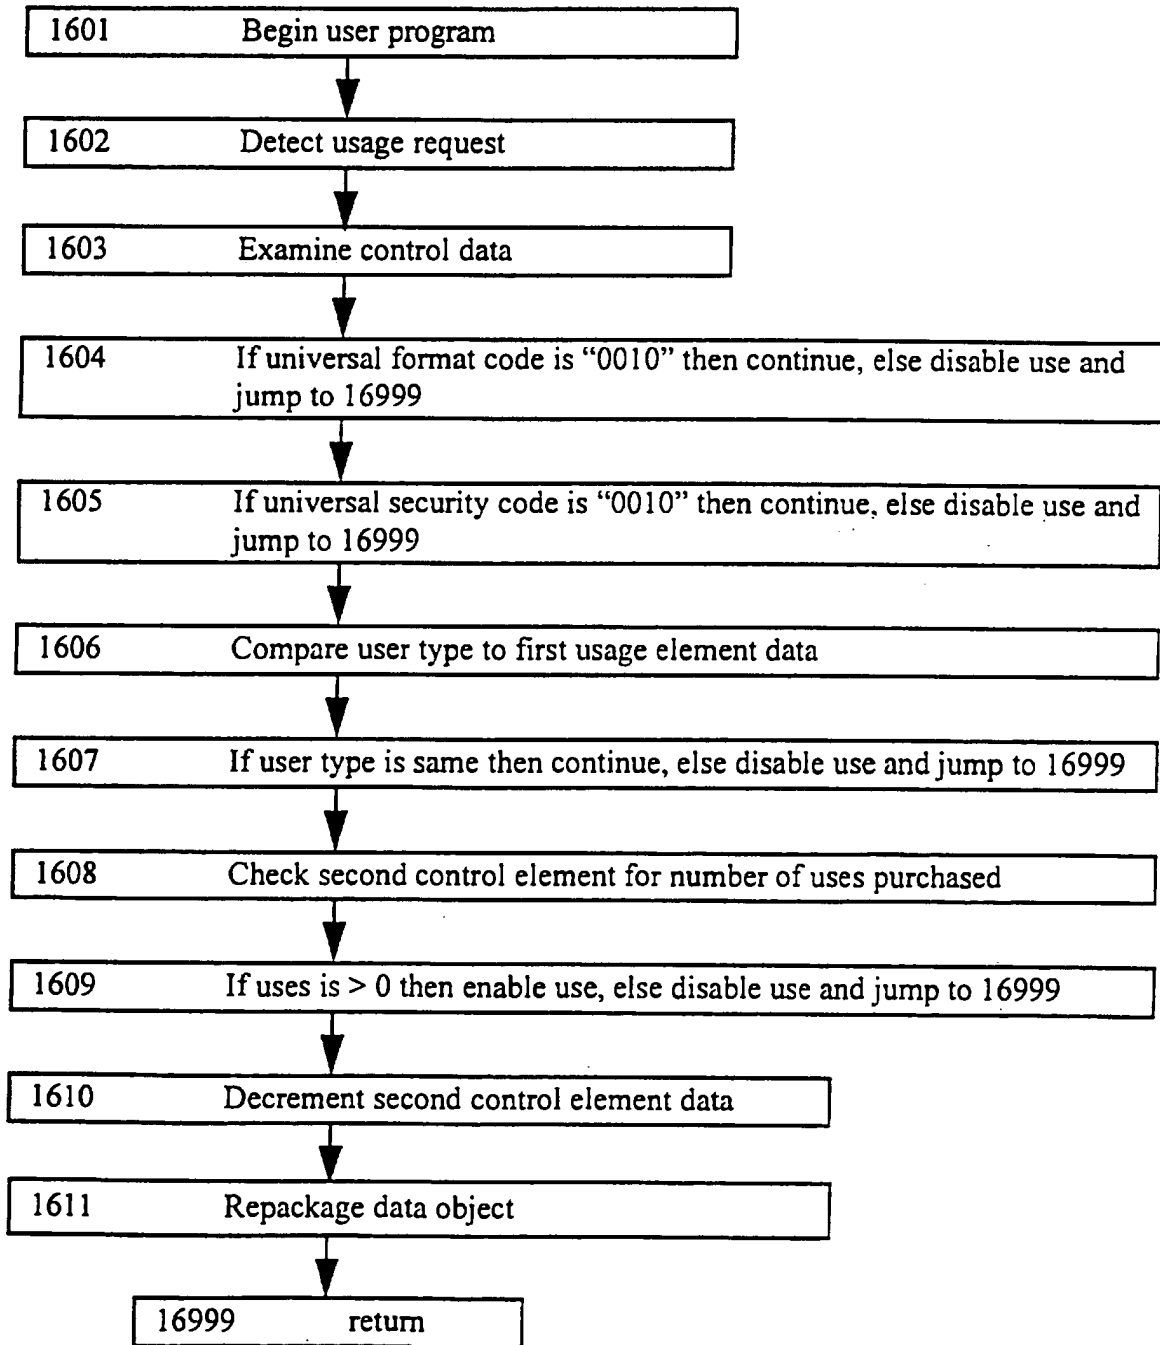 1601 Begin user program
1602 Detect usage request
1603 Examine control data
1604 If universal format code is “0010” then continue, else disable use and
jump to 16999
1605 If universal security code is “0010” then continue, else disable use and
jump to 16999
1606 Compare user type to first usage element data
1607 If user type is same then continue, else disable use and jump to 16999
1608 Check second control element for number of uses purchased
1609 If uses is > 0 then enable use, else disable use and jump to 16999
1610 Decrement second control element data
1611 Repackage data object
16999 return